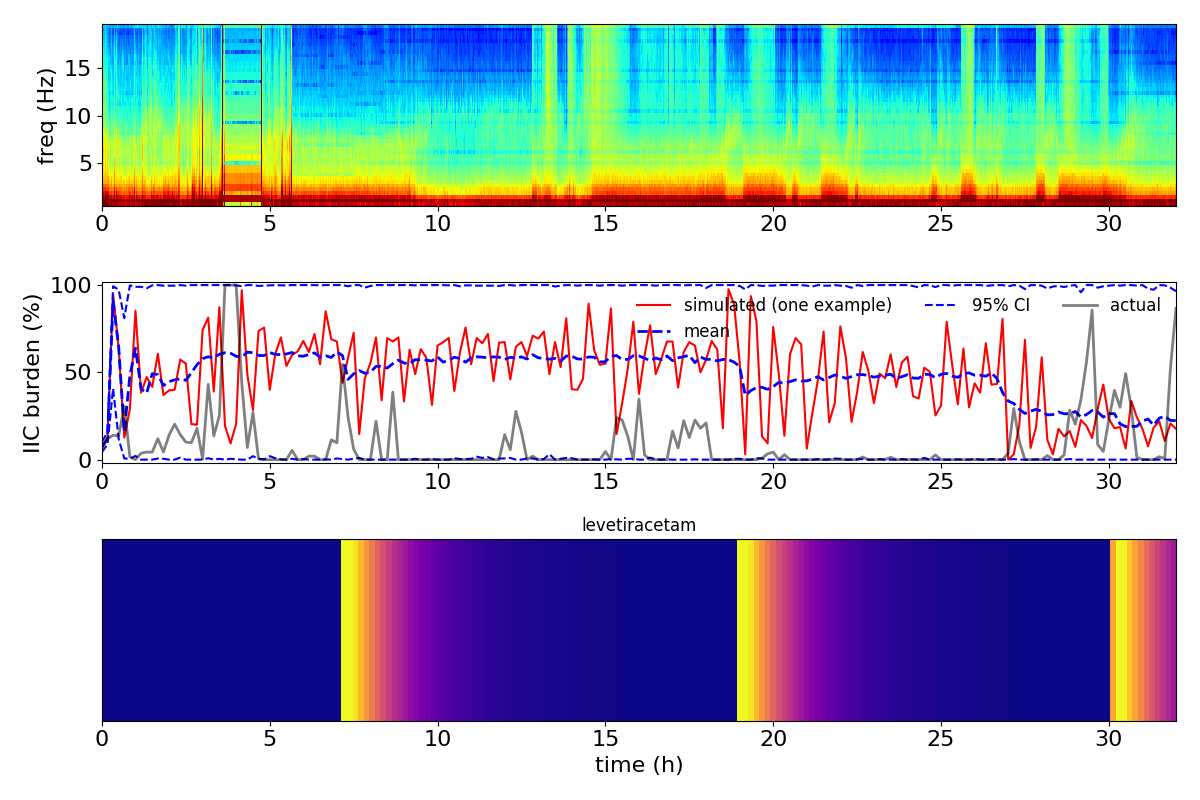 freq (Hz)
15
10
5
0 5 10 15 20 25 30
IIC burden (%)
100
50
0
simulated (one example) 95% CI actual
mean
0 5 10 15 20 25 30
levetiracetam
0 5 10 15 20 25 30
time (h)